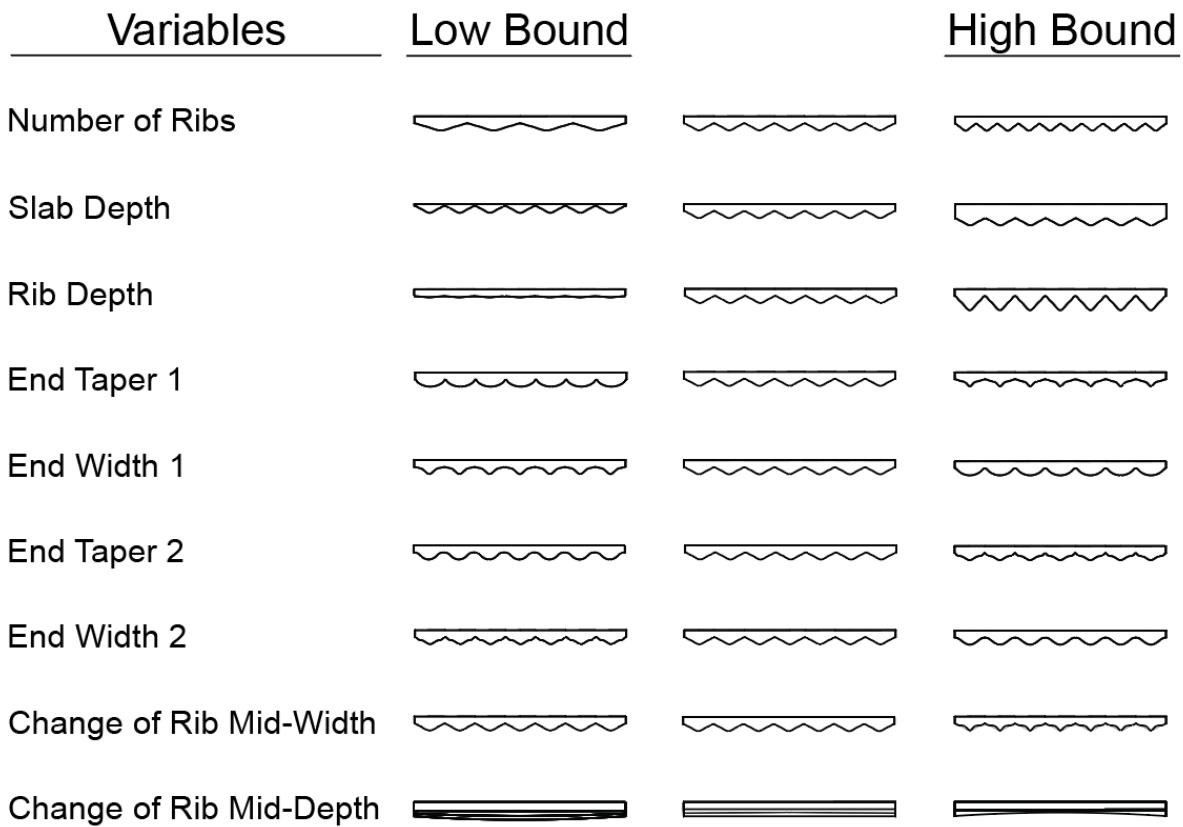 Variables Low Bound High Bound
Number of Ribs
Slab Depth
Rib Depth
End Taper 1
End Width 1
End Taper 2
End Width 2
Change of Rib Mid-Width
Change of Rib Mid-Depth